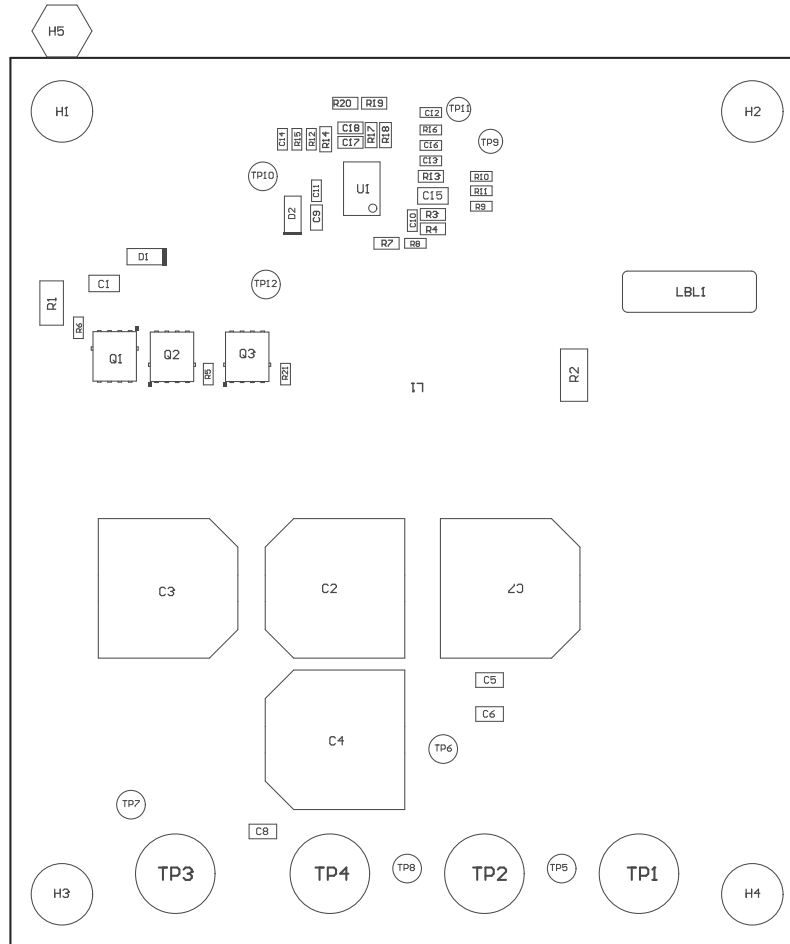 H5
H1
H2
R20 R19
C12
TP11
C14
R15
R12
R14
C18
C17
R17
R18
R16
TP9
C16
C13
TP10
R13
R10
C11
U1
C15
R11
D2
C9
C10
R3
R9
R4
R7
R8
D1
C1
TP12
R1
LBL1
R6
Q1
Q2
Q3
R5
R21
R2
L1
C3
C2
C7
C5
C6
C4
TP6
TP7
C8
TP3
TP4
TP8
TP2
TP5
TP1
H3
H4